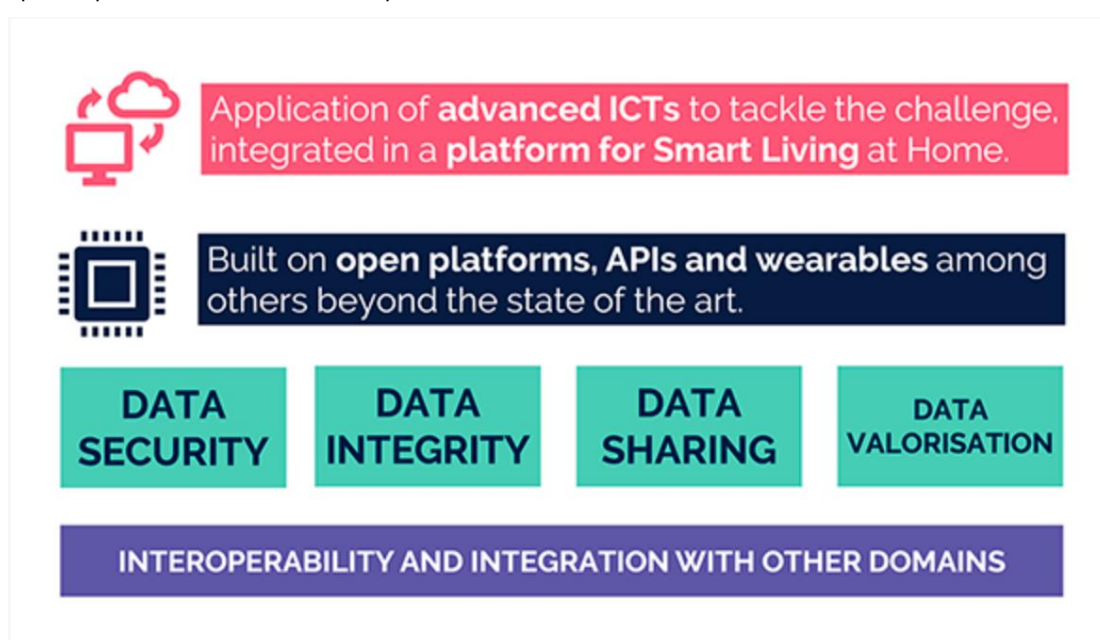 Application of advanced ICTs to tackle the challenge,
integrated in a platform for Smart Living at Home.
Built on open platforms, APIs and wearables among
others beyond the state of the art.
DATA
SECURITY
DATA
INTEGRITY
DATA
SHARING
DATA
VALORISATION
INTEROPERABILITY AND INTEGRATION WITH OTHER DOMAINS